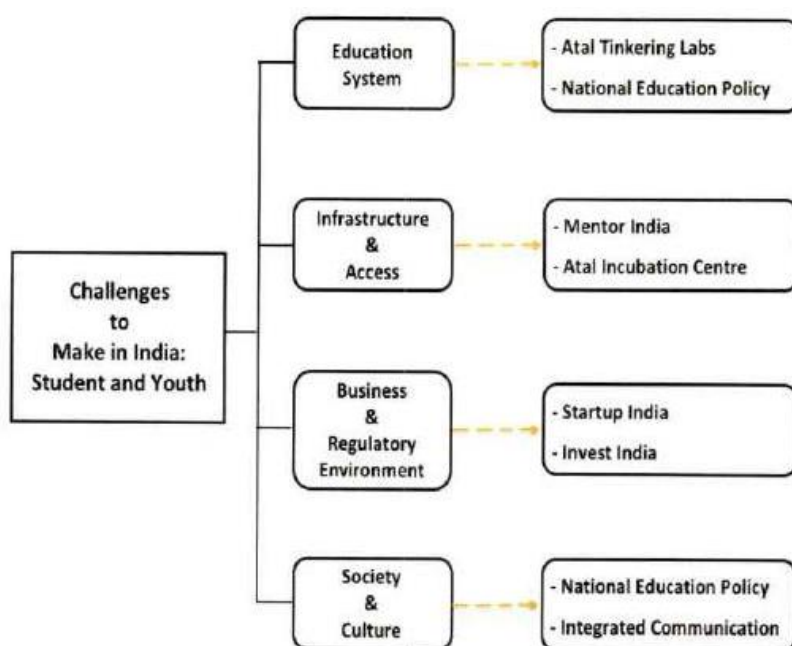 Challenges
to
Make in India:
Student and Youth
Education
System
- Atal Tinkering Labs
- National Education Policy
Infrastructure
&
Access
- Mentor India
- Atal Incubation Centre
Business
&
Regulatory
Environment
- Startup India
- Invest India
Society
&
Culture
- National Education Policy
- Integrated Communication